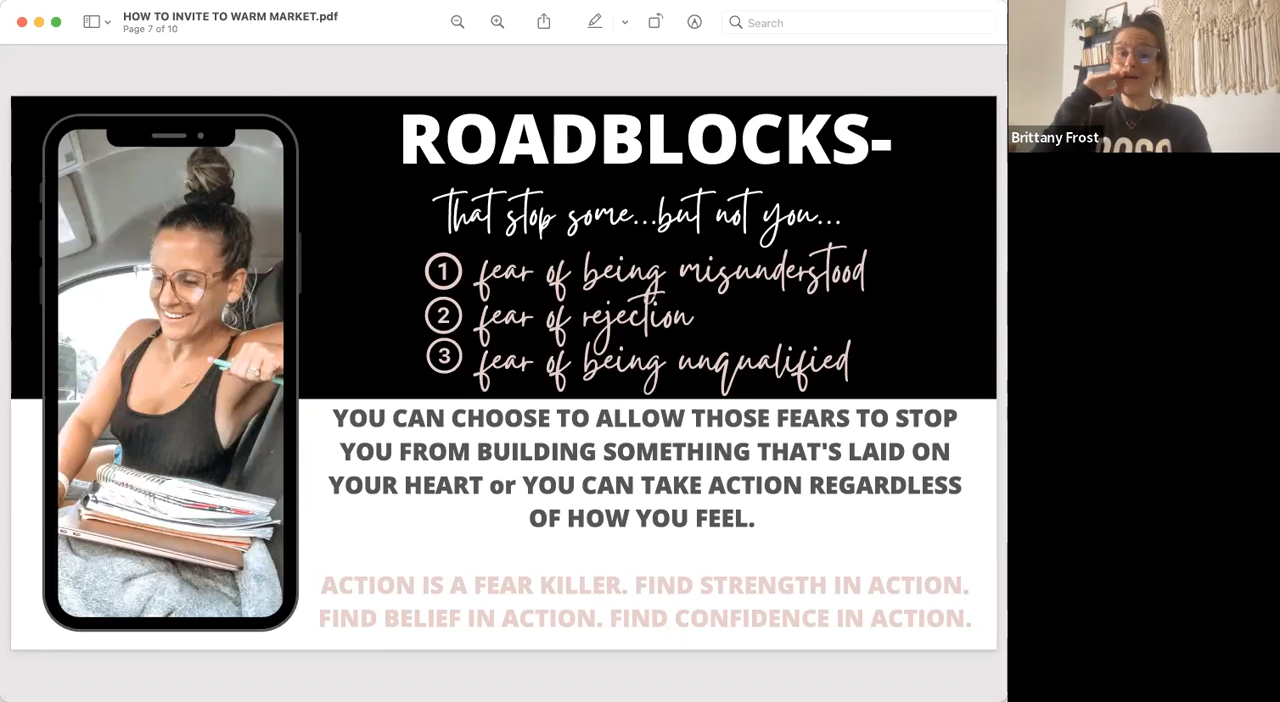 HOW TO INVITE TO WARM MARKET.pdf
Page 7 of 10
Search
Brittany Frost
ROADBLOCKS-
that stop some...but not you...
1 fear of being misunderstood
2 fear of rejection
3 fear of being unqualified
YOU CAN CHOOSE TO ALLOW THOSE FEARS TO STOP
YOU FROM BUILDING SOMETHING THAT'S LAID ON
YOUR HEART or YOU CAN TAKE ACTION REGARDLESS
OF HOW YOU FEEL.
ACTION IS A FEAR KILLER. FIND STRENGTH IN ACTION.
FIND BELIEF IN ACTION. FIND CONFIDENCE IN ACTION.